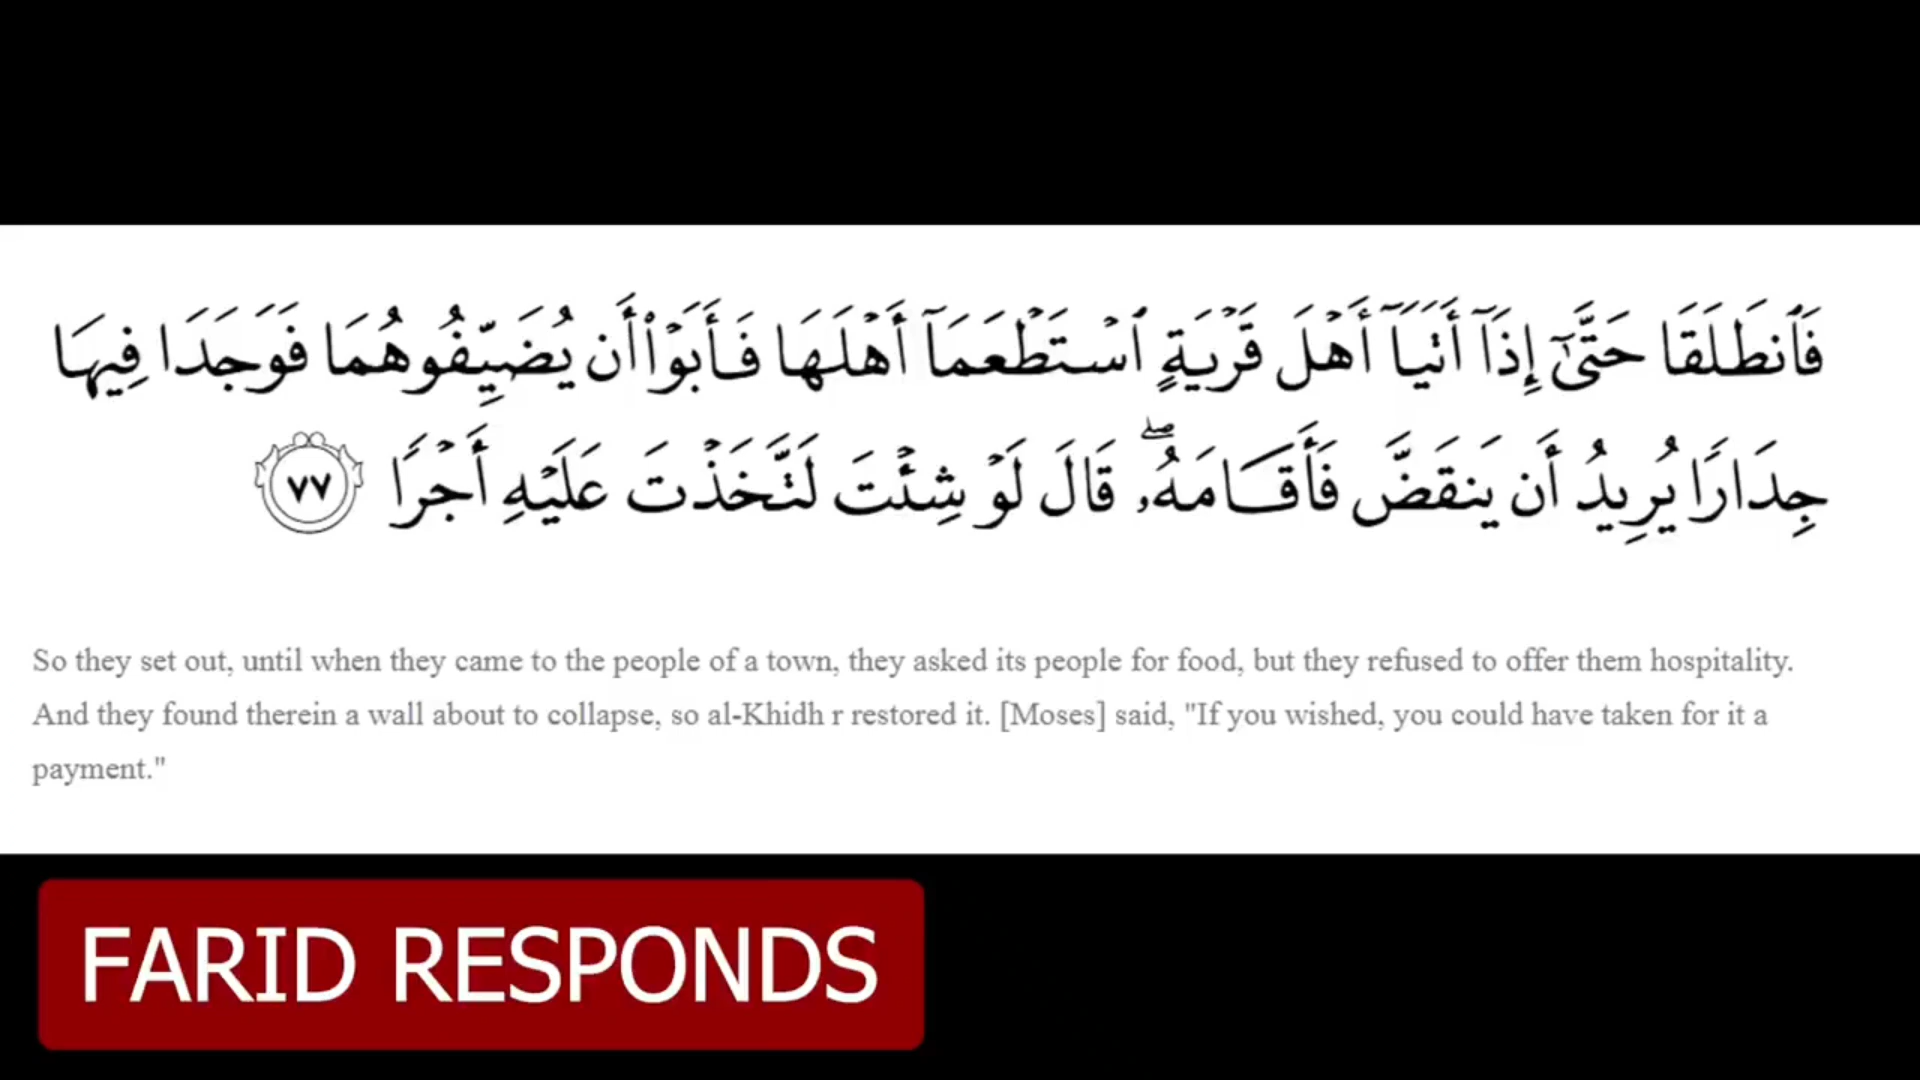 فَٱنطَلَقَا حَتَّىٰٓ إِذَآ أَتَيَآ أَهْلَ قَرْيَةٍ ٱسْتَطْعَمَآ أَهْلَهَا فَأَبَوْا۟ أَن يُضَيِّفُوهُمَا فَوَجَدَا فِيهَا
جِدَارًا يُرِيدُ أَن يَنقَضَّ فَأَقَامَهُۥ ۖ قَالَ لَوْ شِئْتَ لَتَّخَذْتَ عَلَيْهِ أَجْرًا ٧٧
So they set out, until when they came to the people of a town, they asked its people for food, but they refused to offer them hospitality.
And they found therein a wall about to collapse, so al-Khidh r restored it. [Moses] said, "If you wished, you could have taken for it a
payment."
FARID RESPONDS